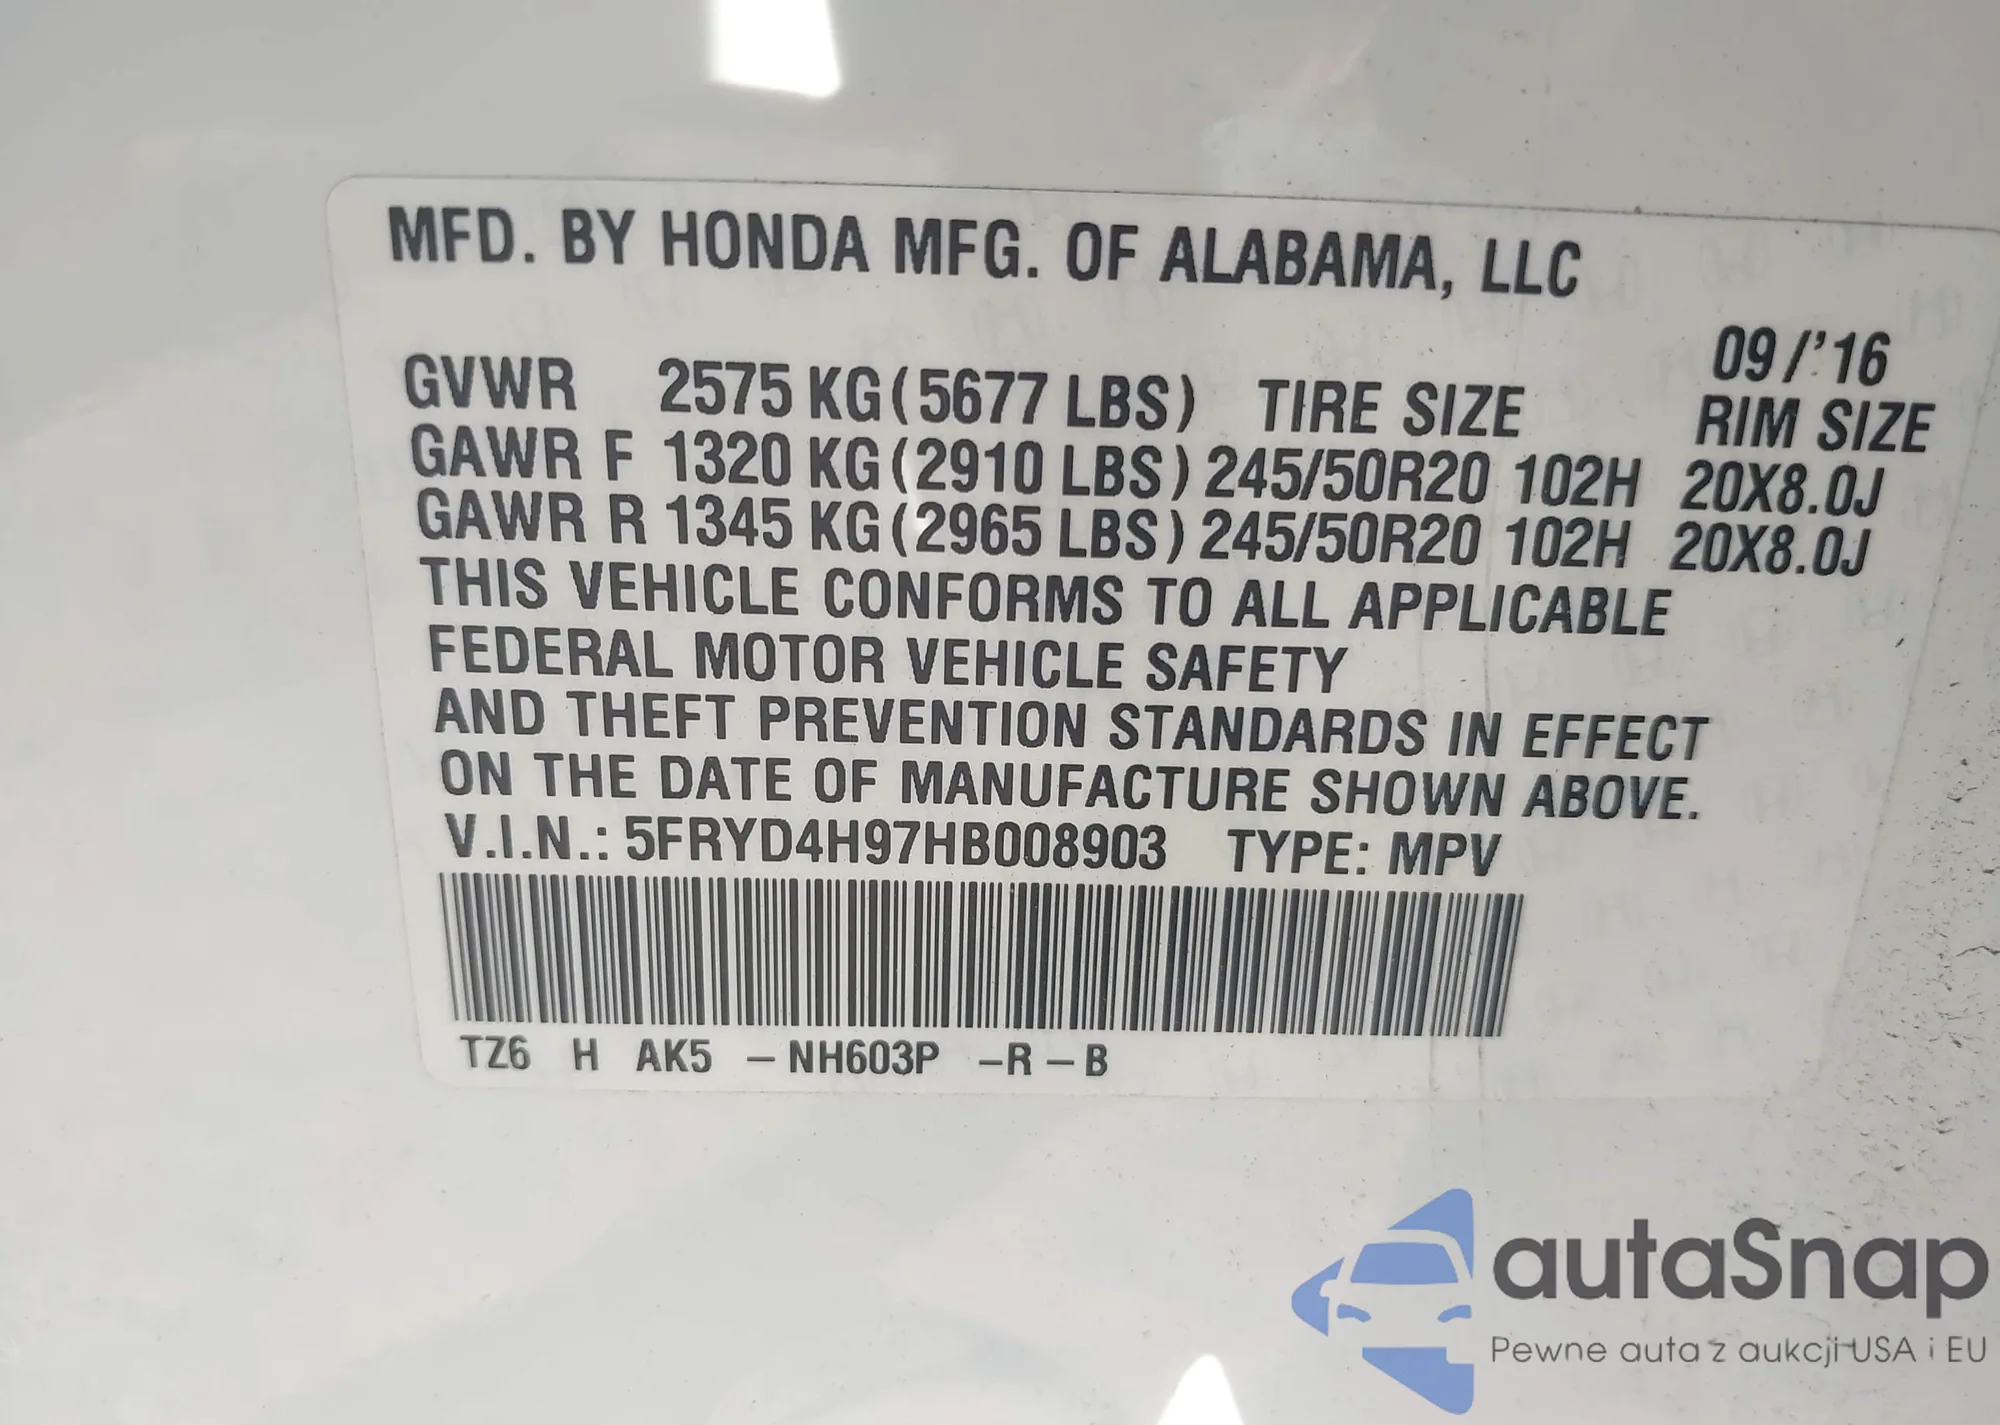 MFD. BY HONDA MFG. OF ALABAMA, LLC
09/'16
GVWR 2575 KG (5677 LBS) TIRE SIZE RIM SIZE
GAWR F 1320 KG (2910 LBS) 245/50R20 102H 20X8.0J
GAWR R 1345 KG (2965 LBS) 245/50R20 102H 20X8.0J
THIS VEHICLE CONFORMS TO ALL APPLICABLE
FEDERAL MOTOR VEHICLE SAFETY
AND THEFT PREVENTION STANDARDS IN EFFECT
ON THE DATE OF MANUFACTURE SHOWN ABOVE.
V.I.N.: 5FRYD4H97HB008903 TYPE: MPV
TZ6 H AK5 – NH603P – R – B
autaSnap
Pewne auta z aukcji USA i EU